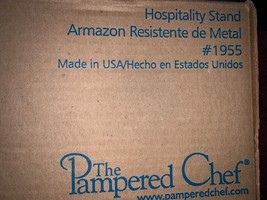 Hospitality Stand
Armazon Resistente de Metal
#1955
Made in USA/Hecho en Estados Unidos
The
Pampered Chef®
www.pamperedchef.com